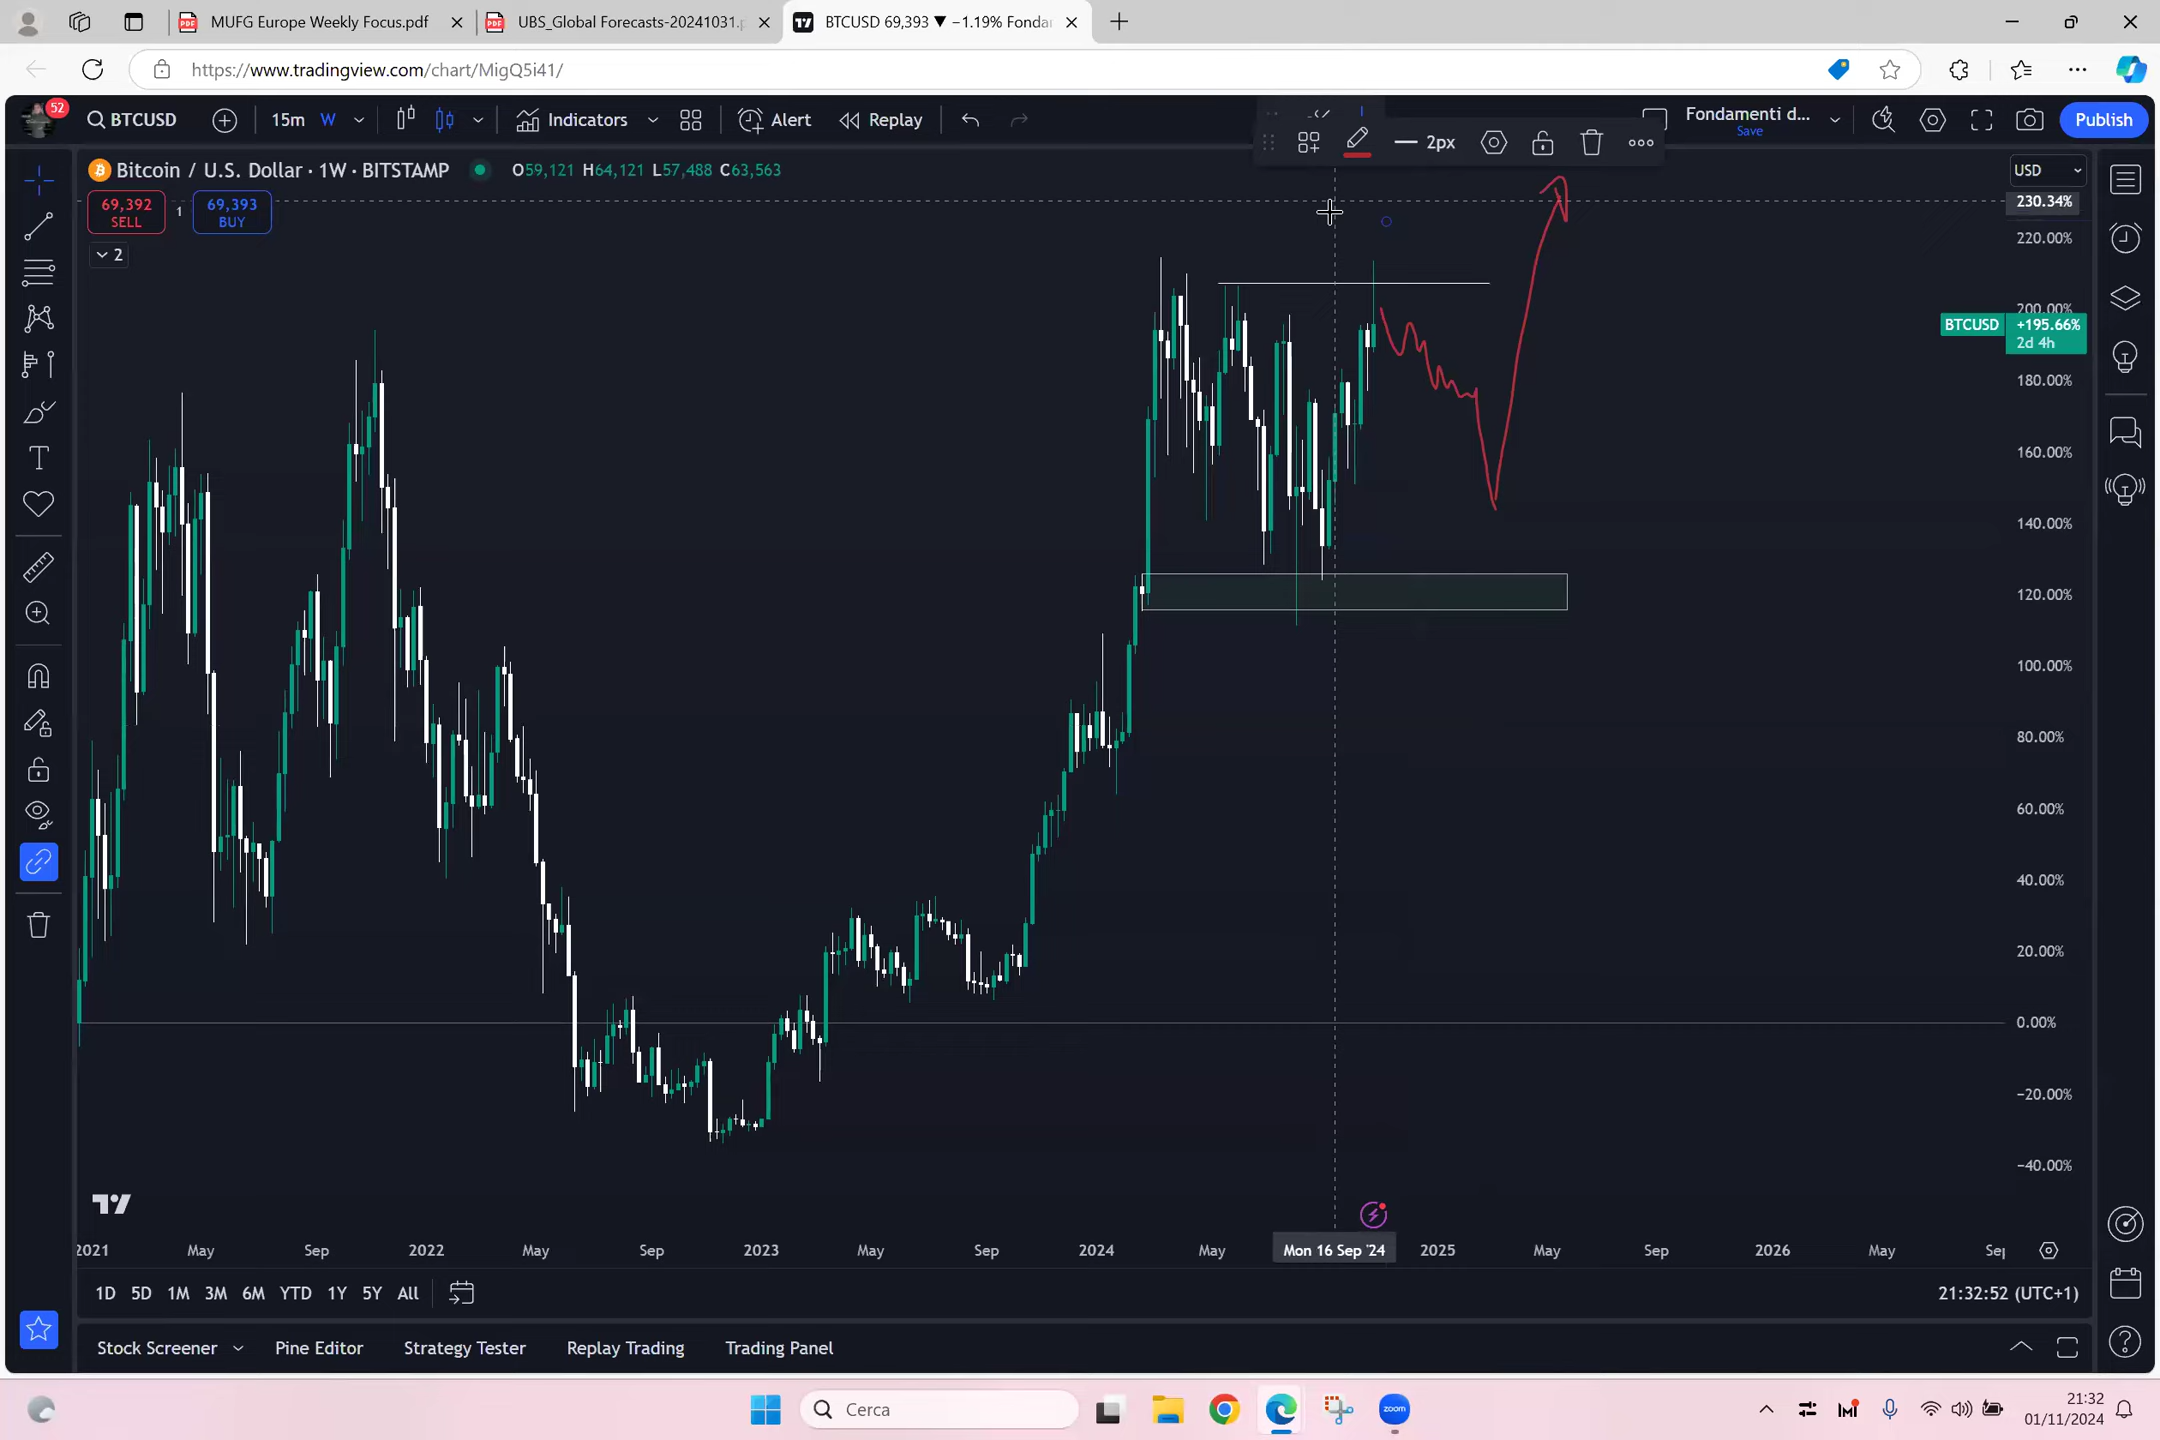 MUFG Europe Weekly Focus.pdf
UBS_Global Forecasts-20241031.
BTCUSD 69,393 ▼ −1.19% Fonda
https://www.tradingview.com/chart/MigQ5i41/
52
BTCUSD
15m
W
Indicators
Alert
Replay
Fondamenti d...
Save
Publish
2px
Bitcoin / U.S. Dollar · 1W · BITSTAMP
O59,121 H64,121 L57,488 C63,563
USD
69,392
SELL
1
69,393
BUY
2
230.34%
220.00%
200.00%
BTCUSD
+195.66%
2d 4h
180.00%
160.00%
140.00%
120.00%
100.00%
80.00%
60.00%
40.00%
20.00%
0.00%
−20.00%
−40.00%
2021
May
Sep
2022
May
Sep
2023
May
Sep
2024
May
Mon 16 Sep '24
2025
May
Sep
2026
May
1D 5D 1M 3M 6M YTD 1Y 5Y All
21:32:52 (UTC+1)
Stock Screener
Pine Editor
Strategy Tester
Replay Trading
Trading Panel
Cerca
zoom
21:32
01/11/2024